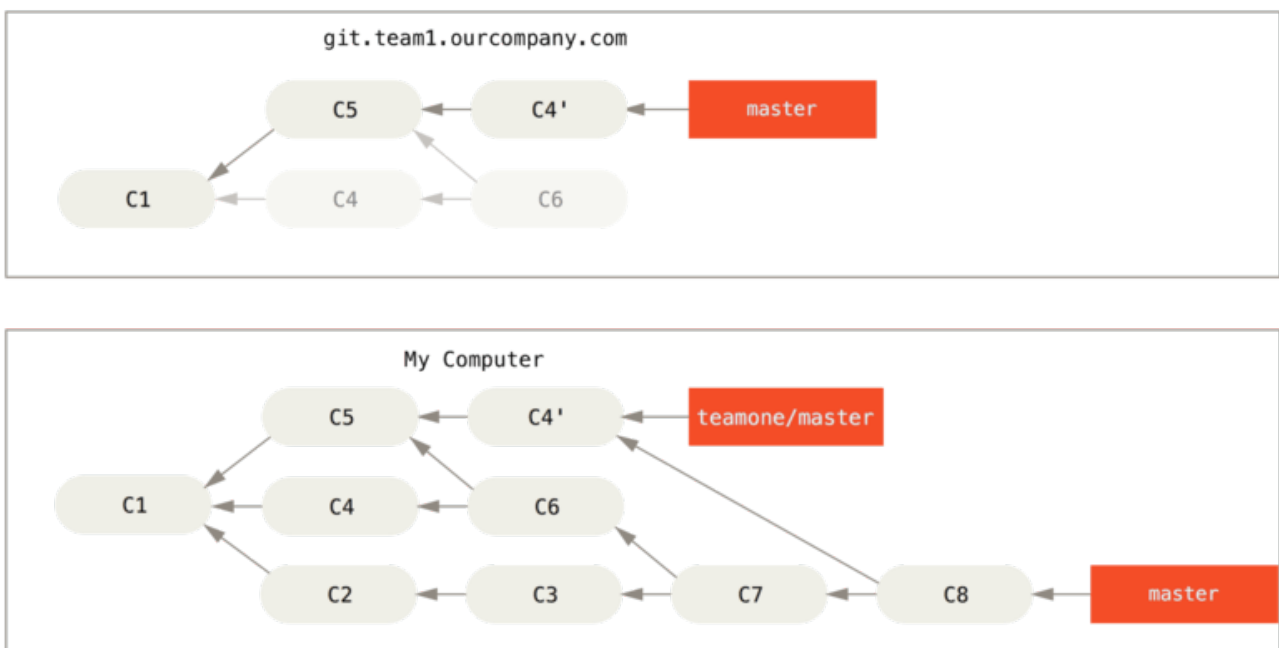 git.team1.ourcompany.com
C5 C4' master
C1 C4 C6
My Computer
C5 C4' teamone/master
C1 C4 C6
C2 C3 C7 C8 master